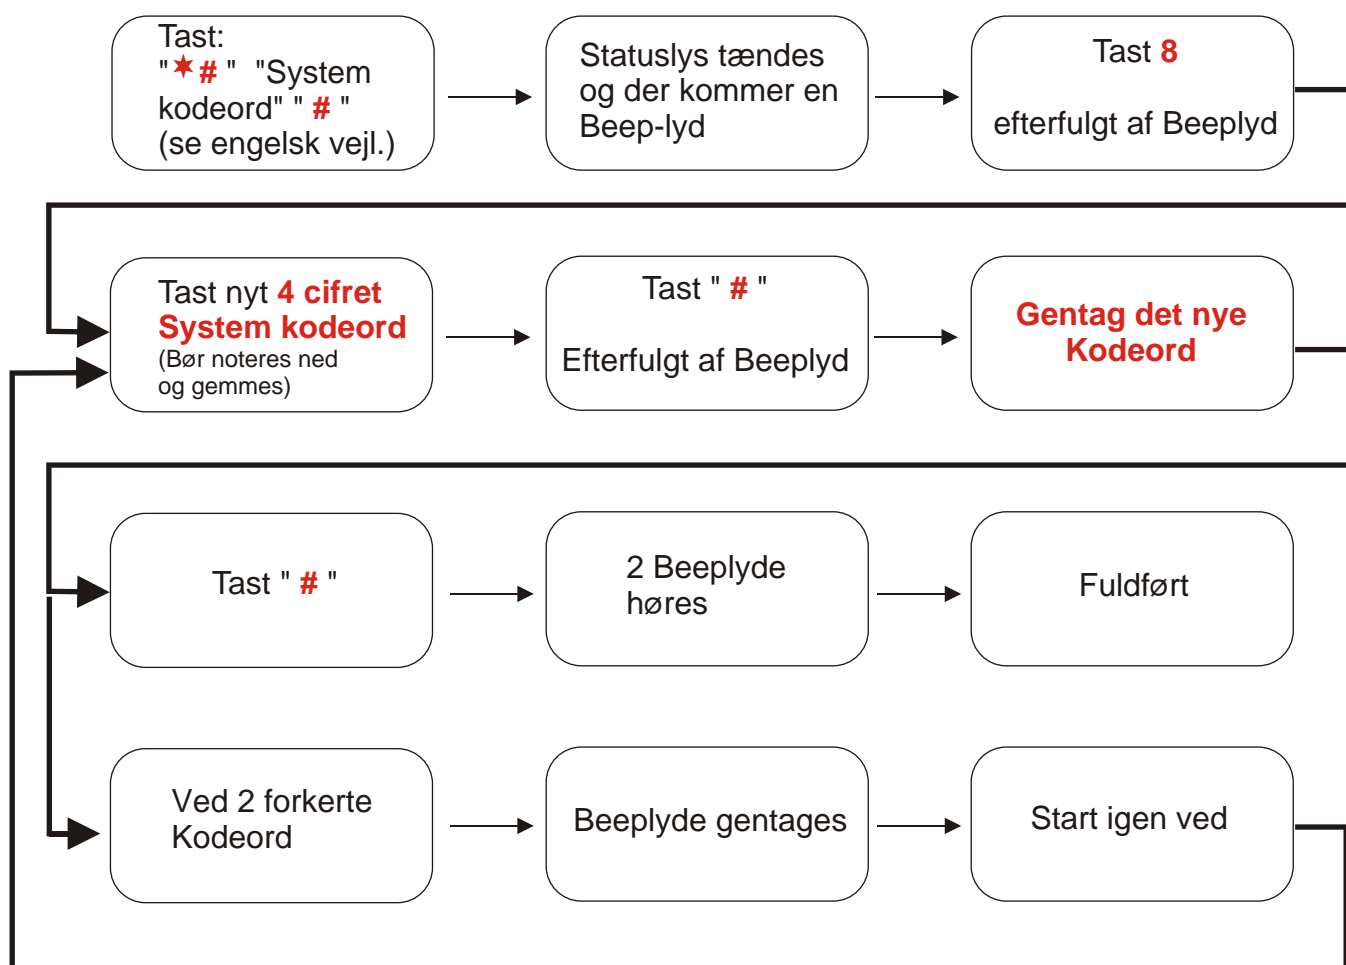 Tast:
"✶# " "System
kodeord" " # "
(se engelsk vejl.)
Statuslys tændes
og der kommer en
Beep-lyd
Tast 8
efterfulgt af Beeplyd
Tast nyt 4 cifret
System kodeord
(Bør noteres ned
og gemmes)
Tast " # "
Efterfulgt af Beeplyd
Gentag det nye
Kodeord
Tast " # "
2 Beeplyde
høres
Fuldført
Ved 2 forkerte
Kodeord
Beeplyde gentages
Start igen ved